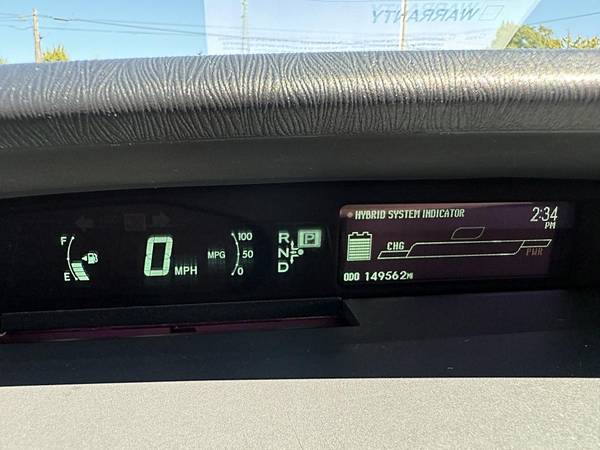 WARRANTY
HYBRID SYSTEM INDICATOR 2:34 PM
F
E
0 MPH
MPG
100
50
0
R
N
D
P
CHG
PWR
ODO 149562MI